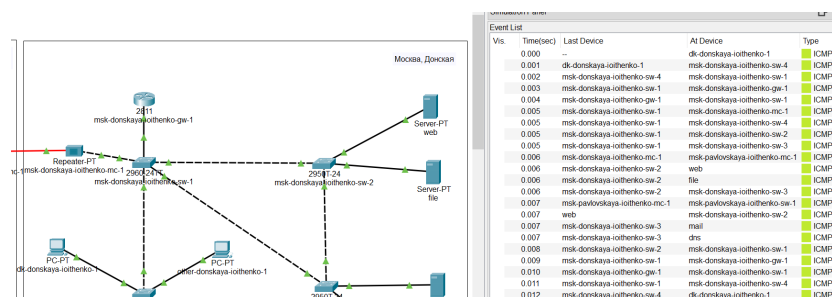 Simulation Panel
Event List
Vis. Time(sec) Last Device At Device Type
0.000 -- dk-donskaya-ioithenko-1 ICMP
0.001 dk-donskaya-ioithenko-1 msk-donskaya-ioithenko-sw-4 ICMP
0.002 msk-donskaya-ioithenko-sw-4 msk-donskaya-ioithenko-sw-1 ICMP
0.003 msk-donskaya-ioithenko-sw-1 msk-donskaya-ioithenko-gw-1 ICMP
0.004 msk-donskaya-ioithenko-gw-1 msk-donskaya-ioithenko-sw-1 ICMP
0.005 msk-donskaya-ioithenko-sw-1 msk-donskaya-ioithenko-mc-1 ICMP
0.005 msk-donskaya-ioithenko-sw-1 msk-donskaya-ioithenko-sw-4 ICMP
0.005 msk-donskaya-ioithenko-sw-1 msk-donskaya-ioithenko-sw-2 ICMP
0.005 msk-donskaya-ioithenko-sw-1 msk-donskaya-ioithenko-sw-3 ICMP
0.006 msk-donskaya-ioithenko-mc-1 msk-pavlovskaya-ioithenko-mc-1 ICMP
0.006 msk-donskaya-ioithenko-sw-2 web ICMP
0.006 msk-donskaya-ioithenko-sw-2 file ICMP
0.006 msk-donskaya-ioithenko-sw-2 msk-donskaya-ioithenko-sw-3 ICMP
0.007 msk-pavlovskaya-ioithenko-mc-1 msk-pavlovskaya-ioithenko-sw-1 ICMP
0.007 web msk-donskaya-ioithenko-sw-2 ICMP
0.007 msk-donskaya-ioithenko-sw-3 mail ICMP
0.007 msk-donskaya-ioithenko-sw-3 dns ICMP
0.008 msk-donskaya-ioithenko-sw-2 msk-donskaya-ioithenko-sw-1 ICMP
0.009 msk-donskaya-ioithenko-sw-1 msk-donskaya-ioithenko-gw-1 ICMP
0.010 msk-donskaya-ioithenko-gw-1 msk-donskaya-ioithenko-sw-1 ICMP
0.011 msk-donskaya-ioithenko-sw-1 msk-donskaya-ioithenko-sw-4 ICMP
0.012 msk-donskaya-ioithenko-sw-4 dk-donskaya-ioithenko-1 ICMP
Москва, Донская
2811
msk-donskaya-ioithenko-gw-1
Server-PT
web
Repeater-PT
msk-donskaya-ioithenko-mc-1
2960-24TT
msk-donskaya-ioithenko-sw-1
2950T-24
msk-donskaya-ioithenko-sw-2
Server-PT
file
PC-PT
dk-donskaya-ioithenko-1
PC-PT
other-donskaya-ioithenko-1